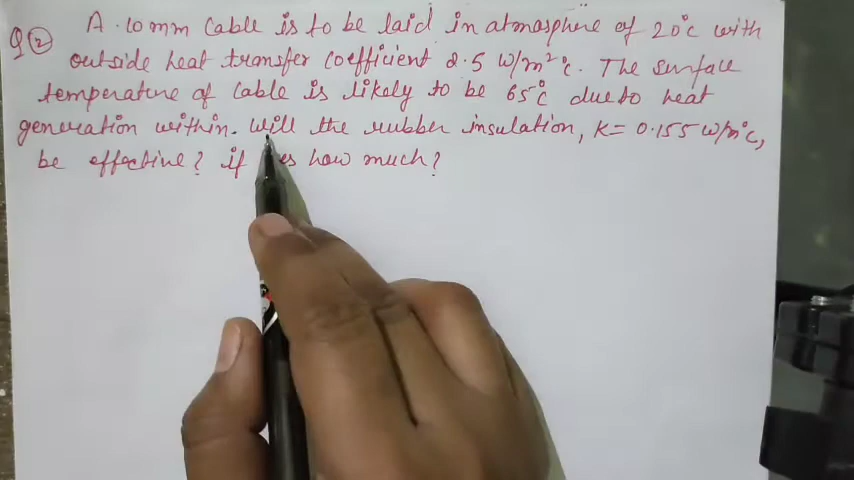 Q② A 10mm cable is to be laid in atmosphere of 20°c with
outside heat transfer coefficient 2.5 W/m²°c. The surface
temperature of cable is likely to be 65°c due to heat
generation within. Will the rubber insulation, K= 0.155 w/m°c,
be effective? if how much?